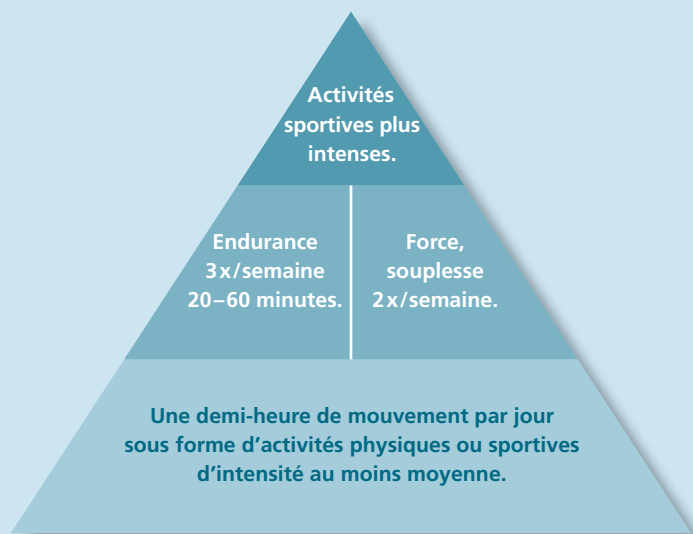 Activités
sportives plus
intenses.
Endurance
3x/semaine
20–60 minutes.
Force,
souplesse
2x/semaine.
Une demi-heure de mouvement par jour
sous forme d’activités physiques ou sportives
d’intensité au moins moyenne.